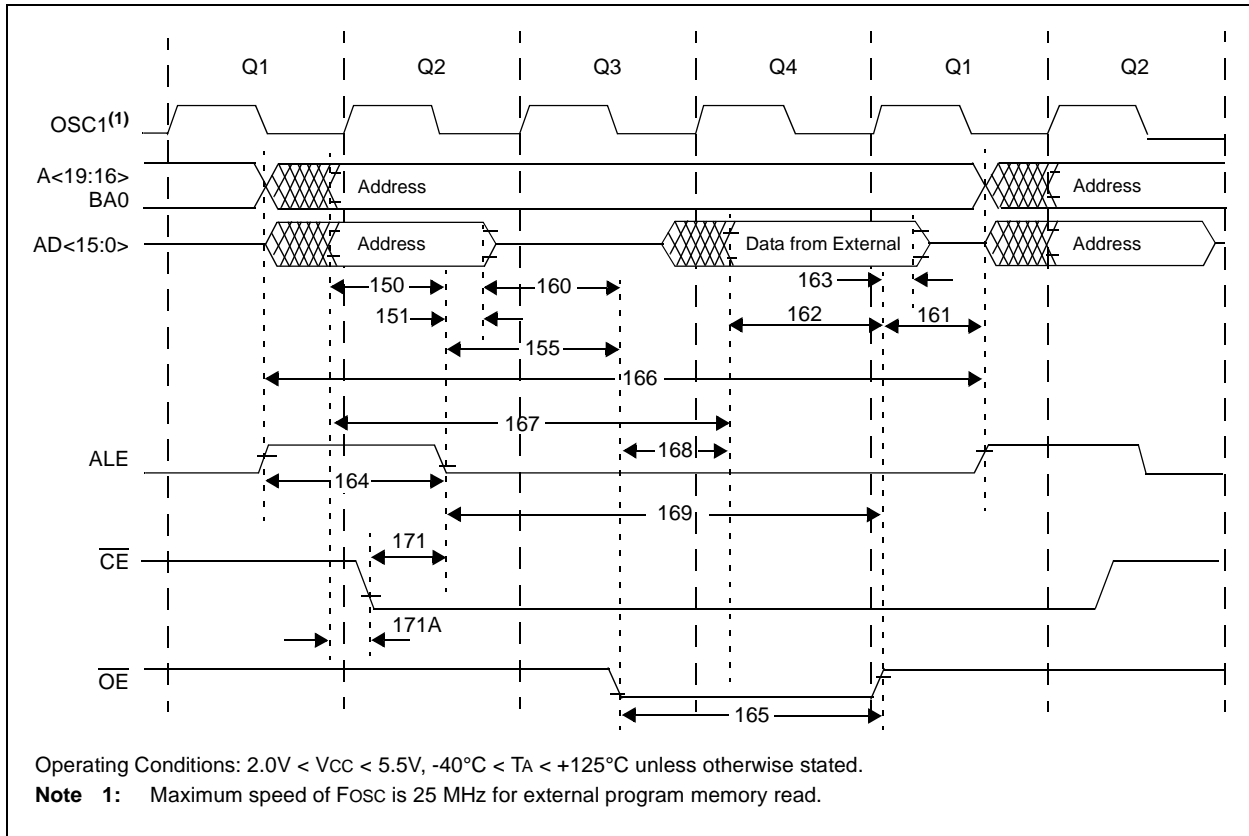 Q1 Q2 Q3 Q4 Q1 Q2
OSC1(1)
A<19:16>
BA0
Address
Address
AD<15:0>
Address
Data from External
Address
150
160
163
151
162
161
155
166
167
168
ALE
164
169
171
CE
171A
OE
165
Operating Conditions: 2.0V < VCC < 5.5V, -40°C < TA < +125°C unless otherwise stated.
Note 1: Maximum speed of FOSC is 25 MHz for external program memory read.